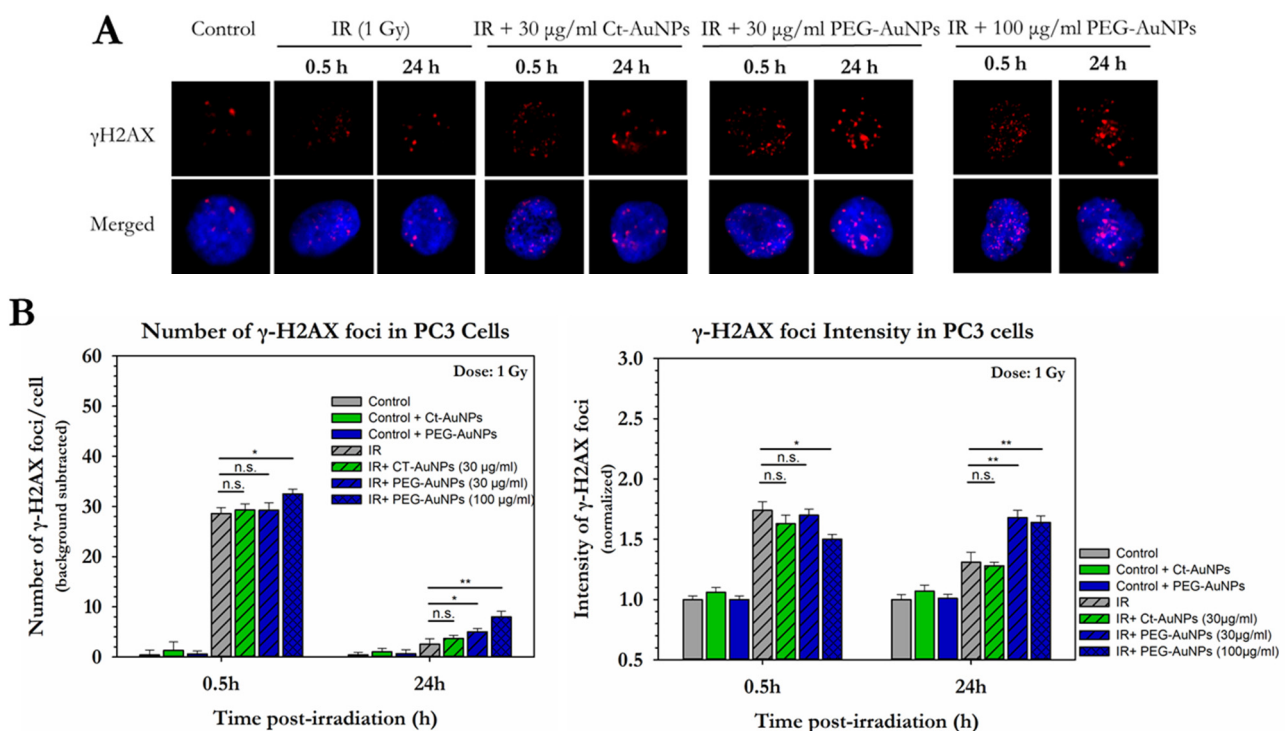 A
Control
IR (1 Gy)
IR + 30 µg/ml Ct-AuNPs
IR + 30 µg/ml PEG-AuNPs
IR + 100 µg/ml PEG-AuNPs
0.5 h
24 h
0.5 h
24 h
0.5 h
24 h
0.5 h
24 h
γH2AX
Merged
B
Number of γ-H2AX foci in PC3 Cells
Number of γ-H2AX foci/cell
(background subtracted)
60
50
40
30
20
10
0
Dose: 1 Gy
Control
Control + Ct-AuNPs
Control + PEG-AuNPs
IR
IR+ CT-AuNPs (30 µg/ml)
IR+ PEG-AuNPs (30 µg/ml)
IR+ PEG-AuNPs (100 µg/ml)
*
n.s.
n.s.
**
*
n.s.
0.5h
24h
Time post-irradiation (h)
γ-H2AX foci Intensity in PC3 cells
Intensity of γ-H2AX foci
(normalized)
3.0
2.5
2.0
1.5
1.0
0.5
Dose: 1 Gy
*
n.s.
n.s.
**
**
n.s.
Control
Control + Ct-AuNPs
Control + PEG-AuNPs
IR
IR+ Ct-AuNPs (30µg/ml)
IR+ PEG-AuNPs (30µg/ml)
IR+ PEG-AuNPs (100µg/ml)
0.5h
24h
Time post-irradiation (h)